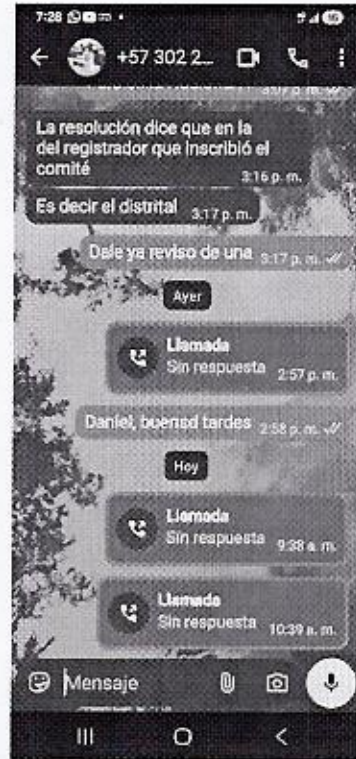 7:28
+57 302 2...
La resolución dice que en la
del registrador que inscribió el
comité
3:16 p. m.
Es decir el distrital 3:17 p. m.
Dale ya reviso de una 3:17 p. m.
Ayer
Llamada
Sin respuesta 2:57 p. m.
Daniel, buensd tardes 2:58 p. m.
Hoy
Llamada
Sin respuesta 9:38 a. m.
Llamada
Sin respuesta 10:39 a. m.
Mensaje